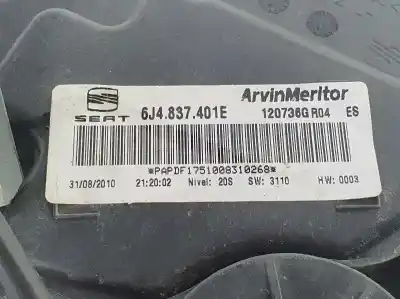 SEAT
6J4.837.401E
ArvinMeritor
120736G R04 ES
*PAPDF1751008310268*
31/08/2010 21:20:02 Nivel: 20S SW: 3110 HW: 0003